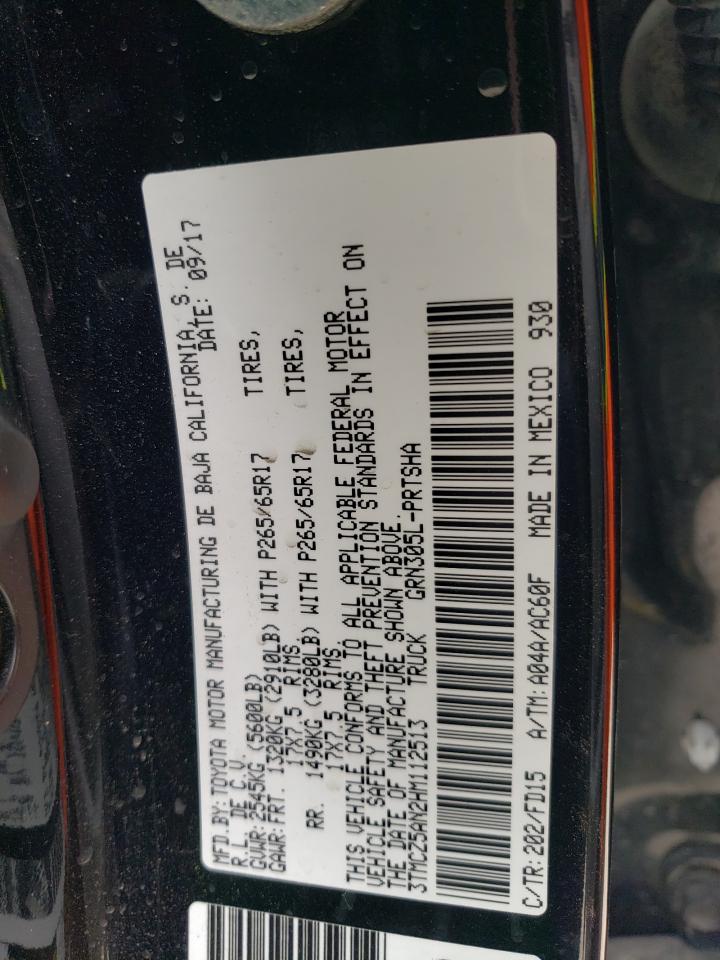 MFD.BY:TOYOTA MOTOR MANUFACTURING DE BAJA CALIFORNIA, S. DE
R.L. DE C.V. DATE: 09/17
GVWR:2545KG (5600LB)
GAWR:FRT. 1320KG (2910LB) WITH P265/65R17 TIRES,
17X7.5 RIMS,
RR. 1490KG (3280LB) WITH P265/65R17 TIRES,
17X7.5 RIMS
THIS VEHICLE CONFORMS TO ALL APPLICABLE FEDERAL MOTOR
VEHICLE SAFETY AND THEFT PREVENTION STANDARDS IN EFFECT ON
THE DATE OF MANUFACTURE SHOWN ABOVE.
3TMCZ5AN2HM112513 TRUCK GRN305L-PRTSHA
C/TR:202/FD15 A/TM:A04A/AC60F MADE IN MEXICO 930